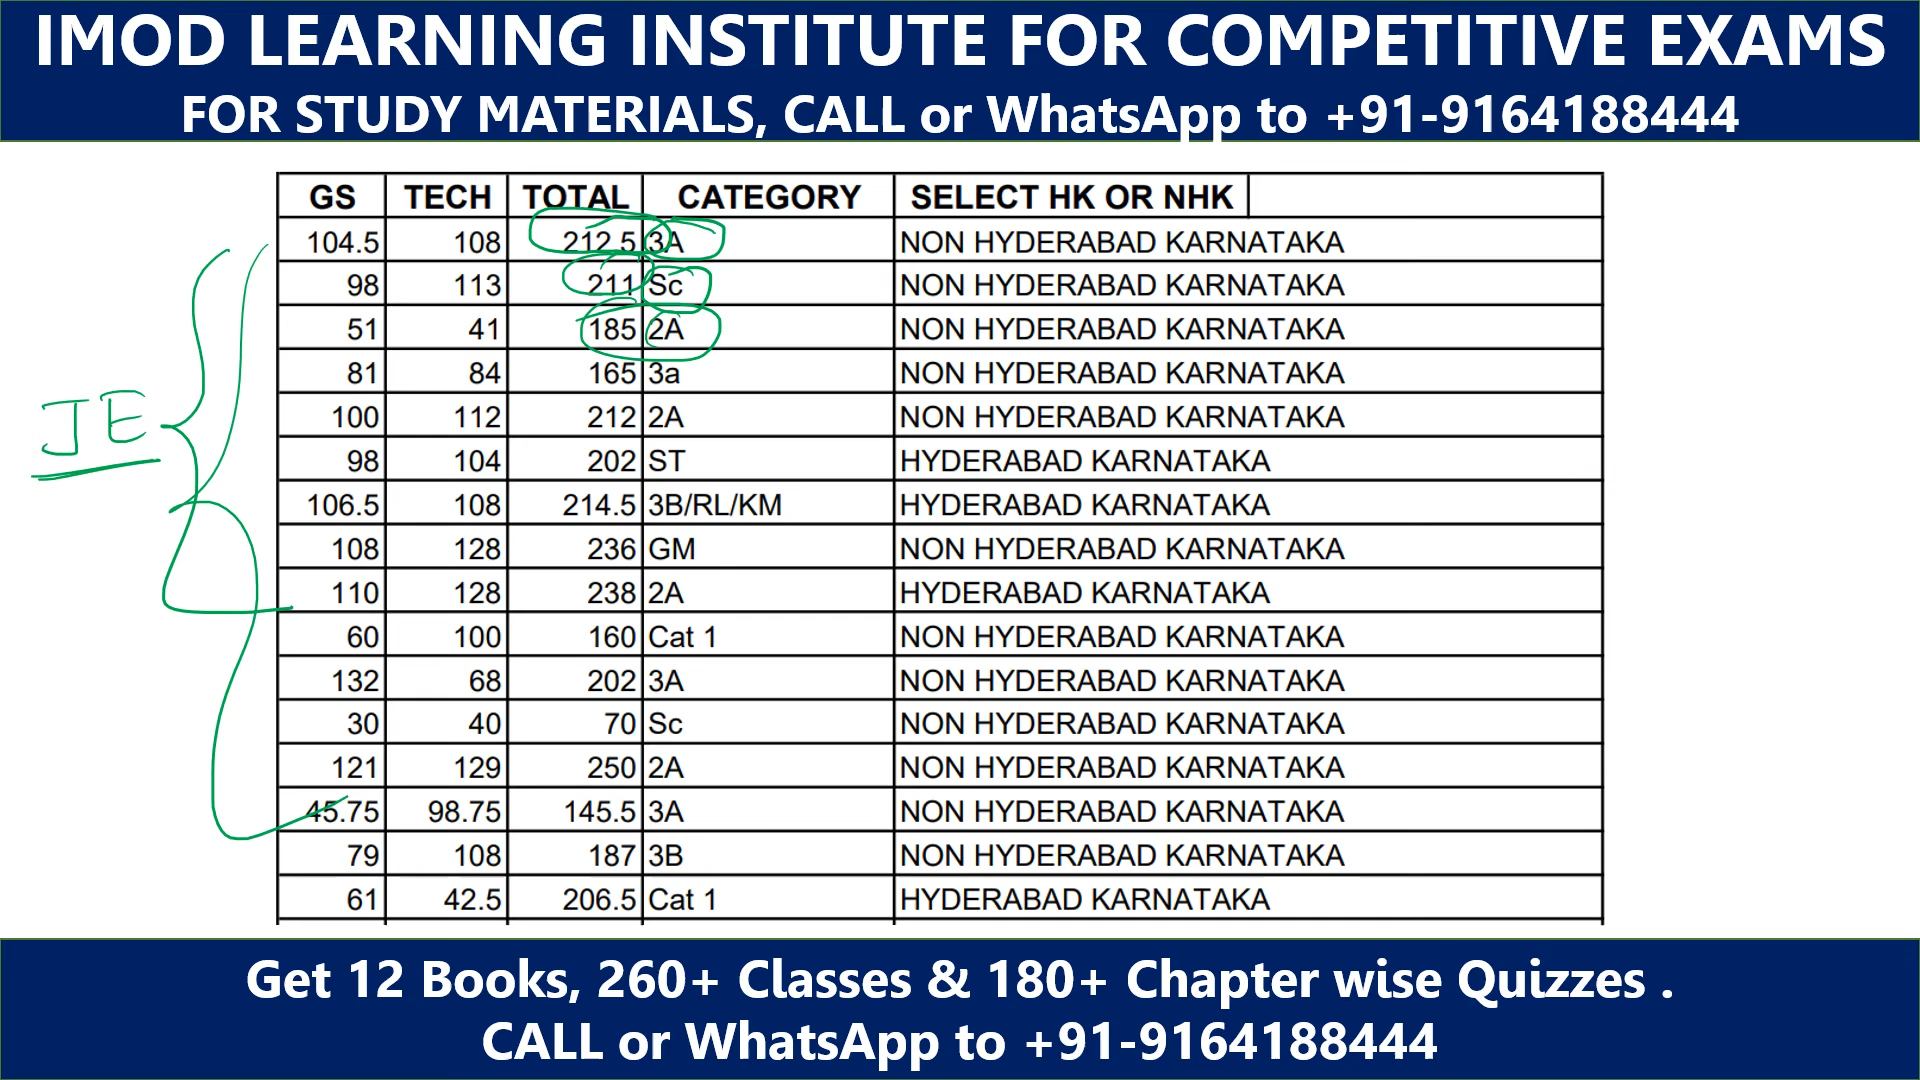 IMOD LEARNING INSTITUTE FOR COMPETITIVE EXAMS
FOR STUDY MATERIALS, CALL or WhatsApp to +91-9164188444
GS TECH TOTAL CATEGORY SELECT HK OR NHK
104.5 108 212.5 3A NON HYDERABAD KARNATAKA
98 113 211 Sc NON HYDERABAD KARNATAKA
51 41 185 2A NON HYDERABAD KARNATAKA
81 84 165 3a NON HYDERABAD KARNATAKA
JE
100 112 212 2A NON HYDERABAD KARNATAKA
98 104 202 ST HYDERABAD KARNATAKA
106.5 108 214.5 3B/RL/KM HYDERABAD KARNATAKA
108 128 236 GM NON HYDERABAD KARNATAKA
110 128 238 2A HYDERABAD KARNATAKA
60 100 160 Cat 1 NON HYDERABAD KARNATAKA
132 68 202 3A NON HYDERABAD KARNATAKA
30 40 70 Sc NON HYDERABAD KARNATAKA
121 129 250 2A NON HYDERABAD KARNATAKA
45.75 98.75 145.5 3A NON HYDERABAD KARNATAKA
79 108 187 3B NON HYDERABAD KARNATAKA
61 42.5 206.5 Cat 1 HYDERABAD KARNATAKA
Get 12 Books, 260+ Classes & 180+ Chapter wise Quizzes .
CALL or WhatsApp to +91-9164188444